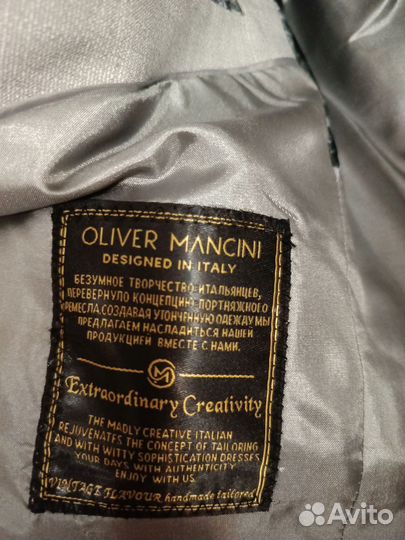 OLIVER MANCINI
DESIGNED IN ITALY
БЕЗУМНОЕ ТВОРЧЕСТВО ИТАЛЬЯНЦЕВ,
ПЕРЕВЕРНУЛО КОНЦЕПЦИЮ ПОРТНЯЖНОГО
РЕМЕСЛА.СОЗДАВАЯ УТОНЧЕННУЮ ОДЕЖДУ МЫ
ПРЕДЛАГАЕМ НАСЛАДИТЬСЯ НАШЕЙ
ПРОДУКЦИЕЙ ВМЕСТЕ С НАМИ.
M
Extraordinary Creativity
THE MADLY CREATIVE ITALIAN
REJUVENATES THE CONCEPT OF TAILORING
AND WITH WITTY SOPHISTICATION DRESSES
YOUR DAYS WITH AUTHENTICITY
ENJOY WITH US.
VINTAGE FLAVOUR handmade tailored
Avito